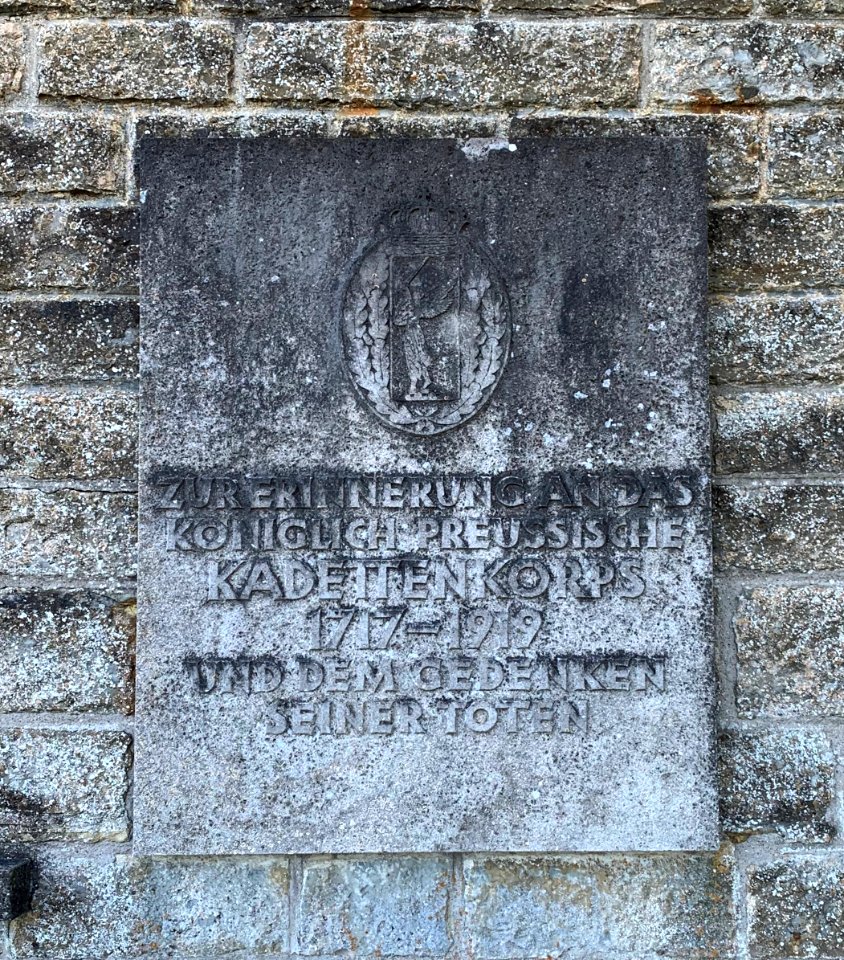 ZUR ERINNERUNG AN DAS
KÖNIGLICH PREUSSISCHE
KADETTENKORPS
1717–1919
UND DEM GEDENKEN
SEINER TOTEN